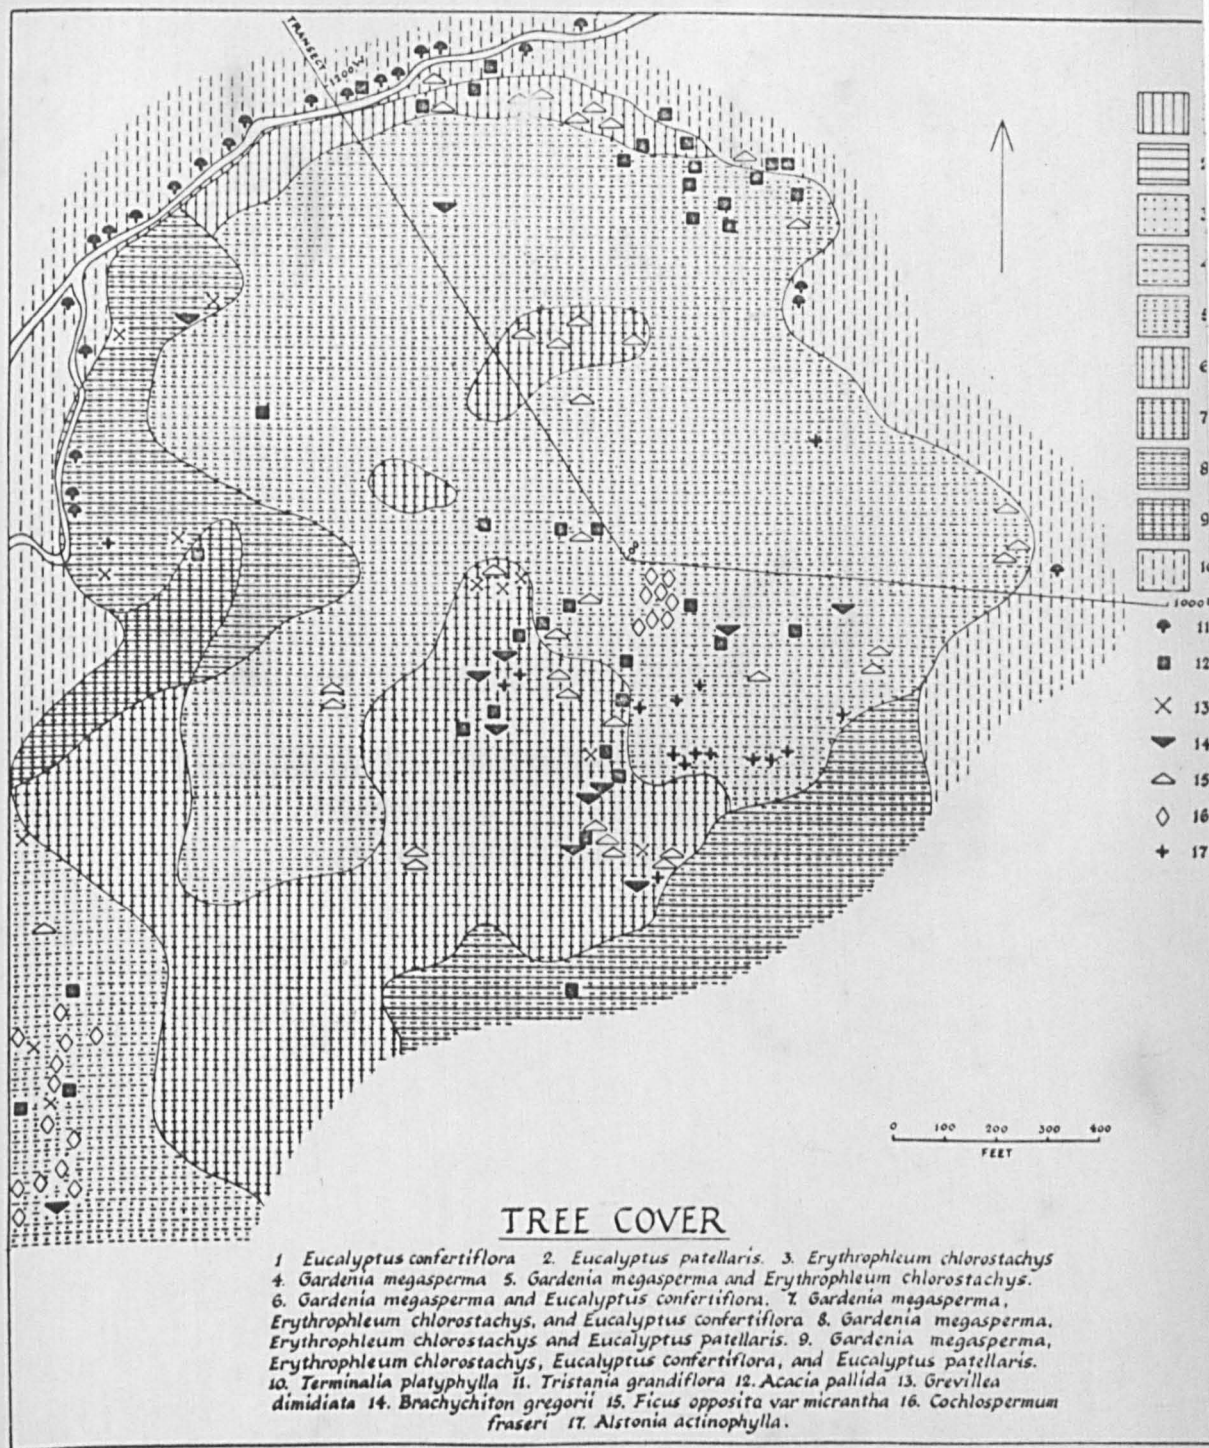 TRANSECT 1200'W
1000'
11
12
13
14
15
16
17
8
9
0 100 200 300 400
FEET
TREE COVER
1 Eucalyptus confertiflora 2. Eucalyptus patellaris. 3. Erythrophleum chlorostachys
4. Gardenia megasperma 5. Gardenia megasperma and Erythrophleum chlorostachys.
6. Gardenia megasperma and Eucalyptus confertiflora. 7. Gardenia megasperma,
Erythrophleum chlorostachys, and Eucalyptus confertiflora 8. Gardenia megasperma,
Erythrophleum chlorostachys and Eucalyptus patellaris. 9. Gardenia megasperma,
Erythrophleum chlorostachys, Eucalyptus confertiflora, and Eucalyptus patellaris.
10. Terminalia platyphylla 11. Tristania grandiflora 12. Acacia pallida 13. Grevillea
dimidiata 14. Brachychiton gregorii 15. Ficus opposita var micrantha 16. Cochlospermum
fraseri 17. Alstonia actinophylla.